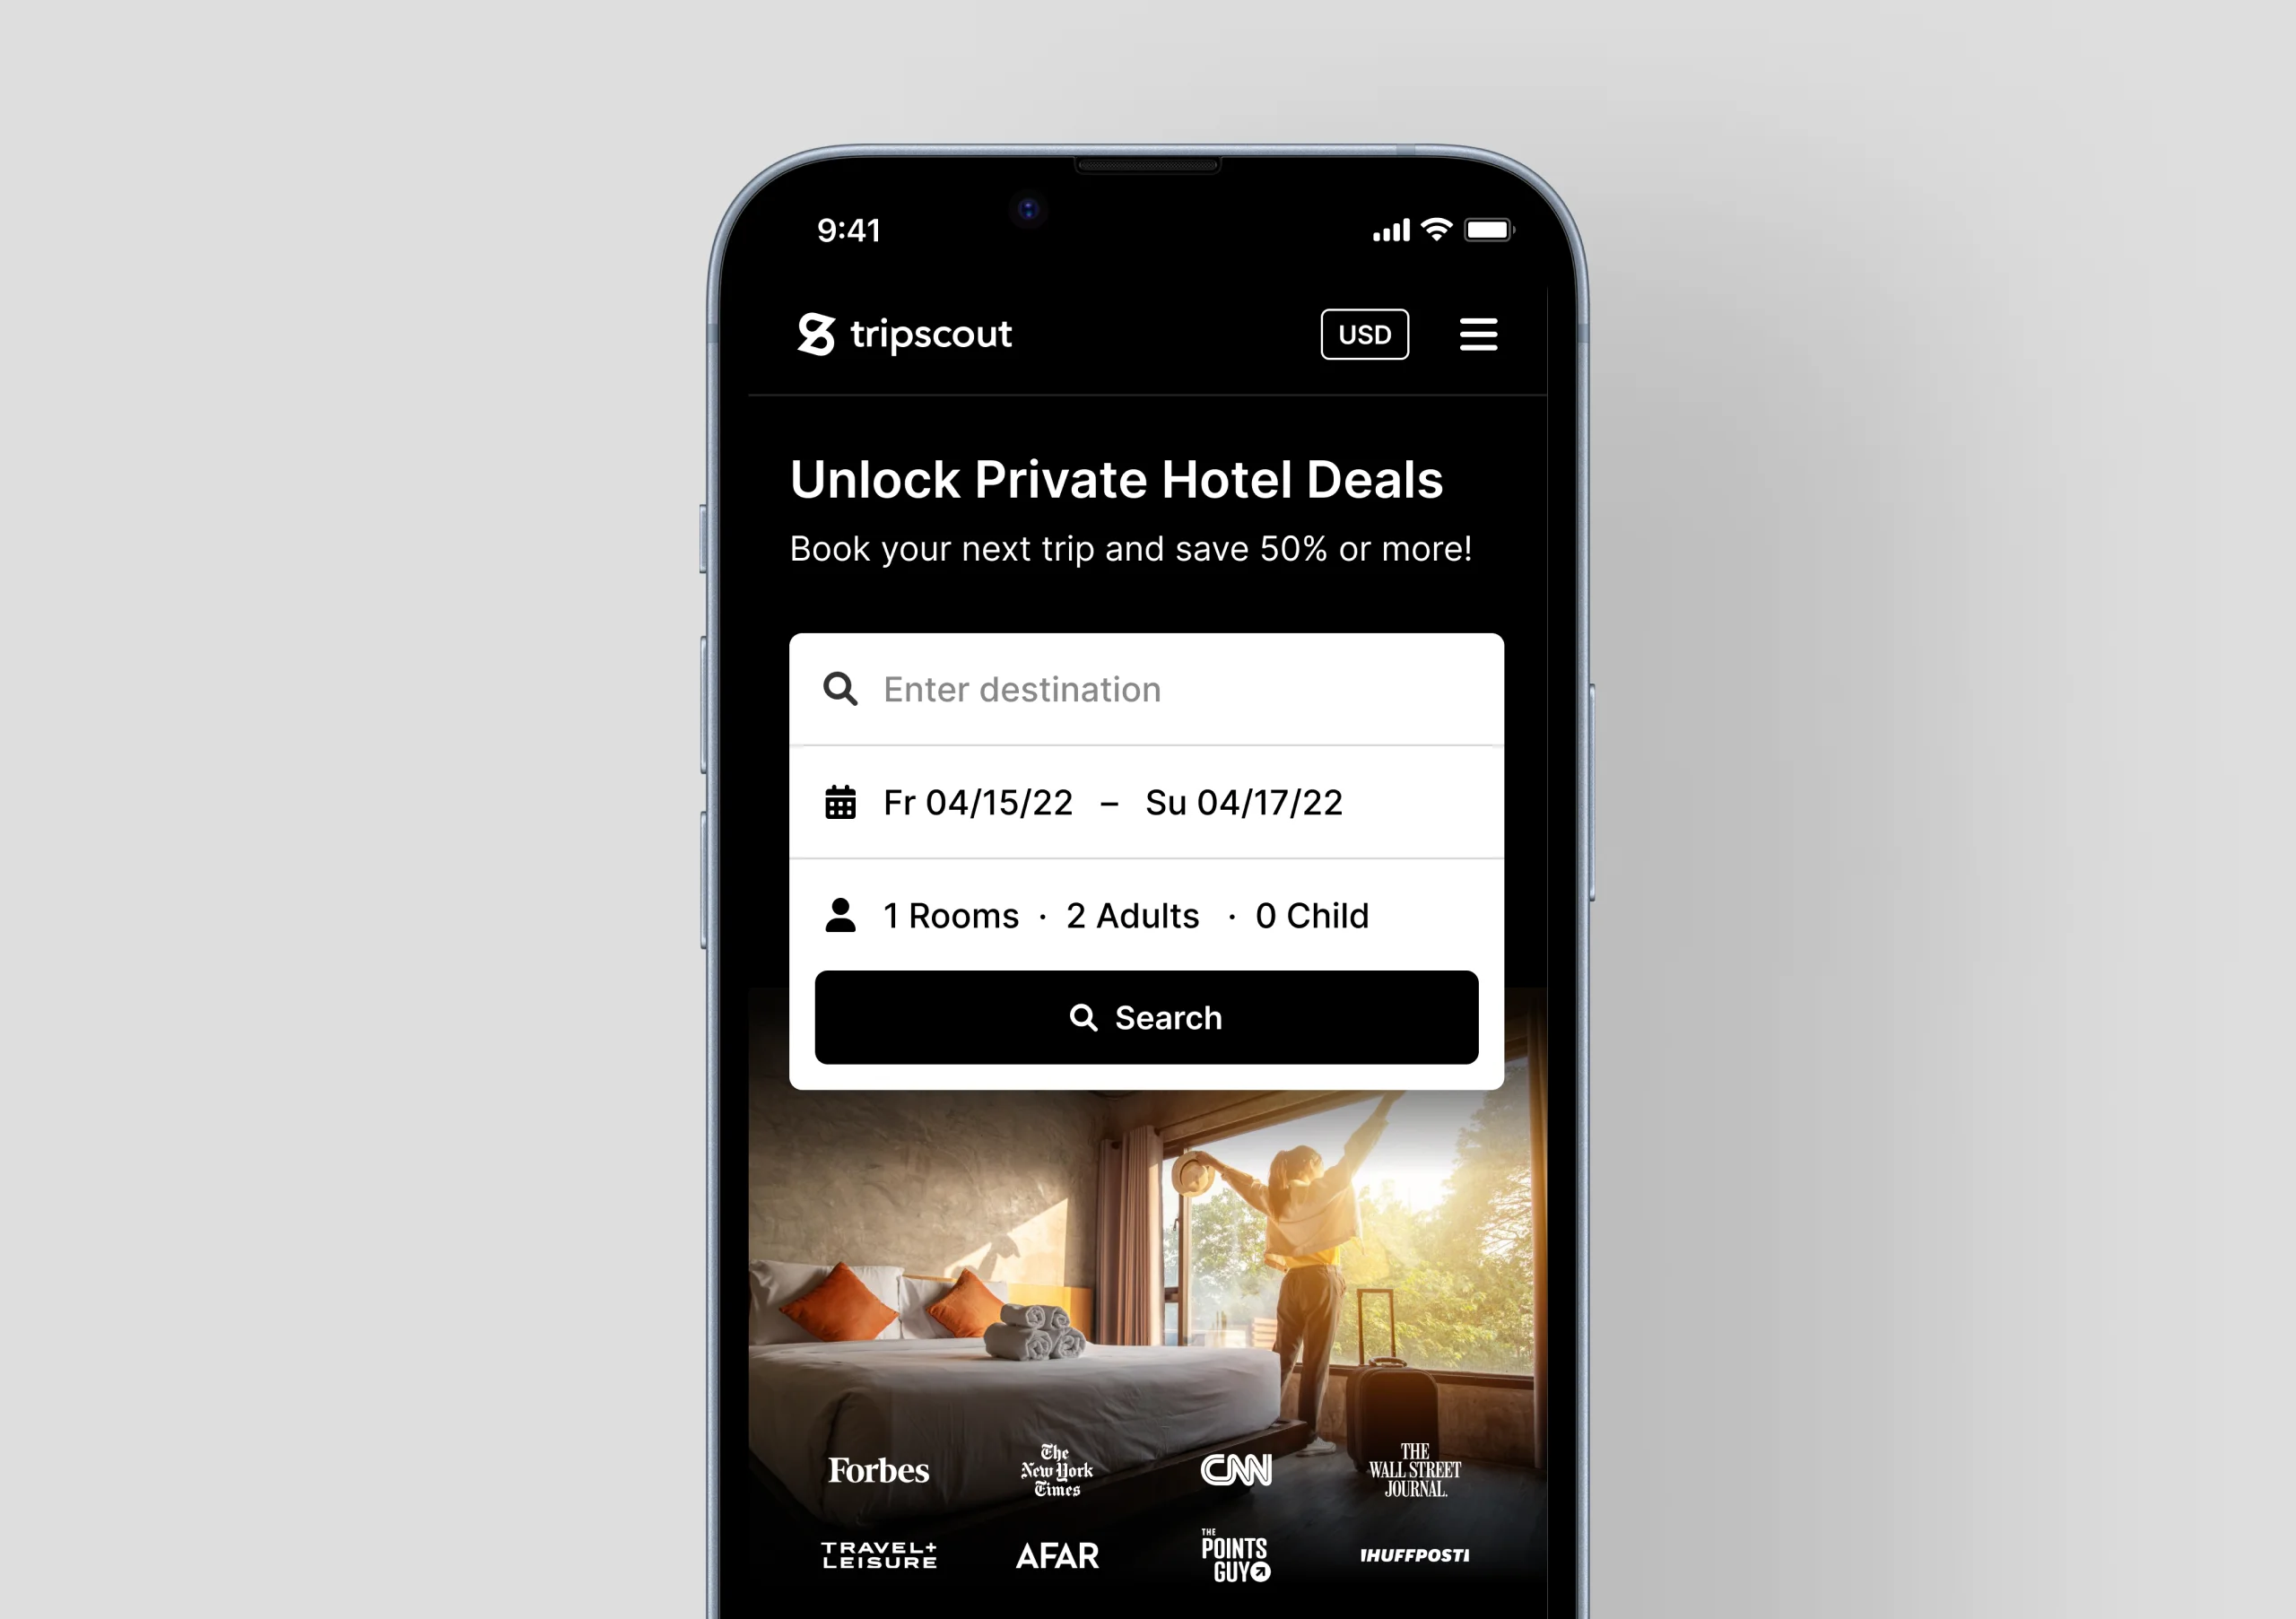 9:41
tripscout
USD
Unlock Private Hotel Deals
Book your next trip and save 50% or more!
Enter destination
Fr 04/15/22 – Su 04/17/22
1 Rooms · 2 Adults · 0 Child
Search
Forbes
The
New York
Times
CNN
THE
WALL STREET
JOURNAL.
TRAVEL+
LEISURE
AFAR
THE
POINTS
GUY
HUFFPOST